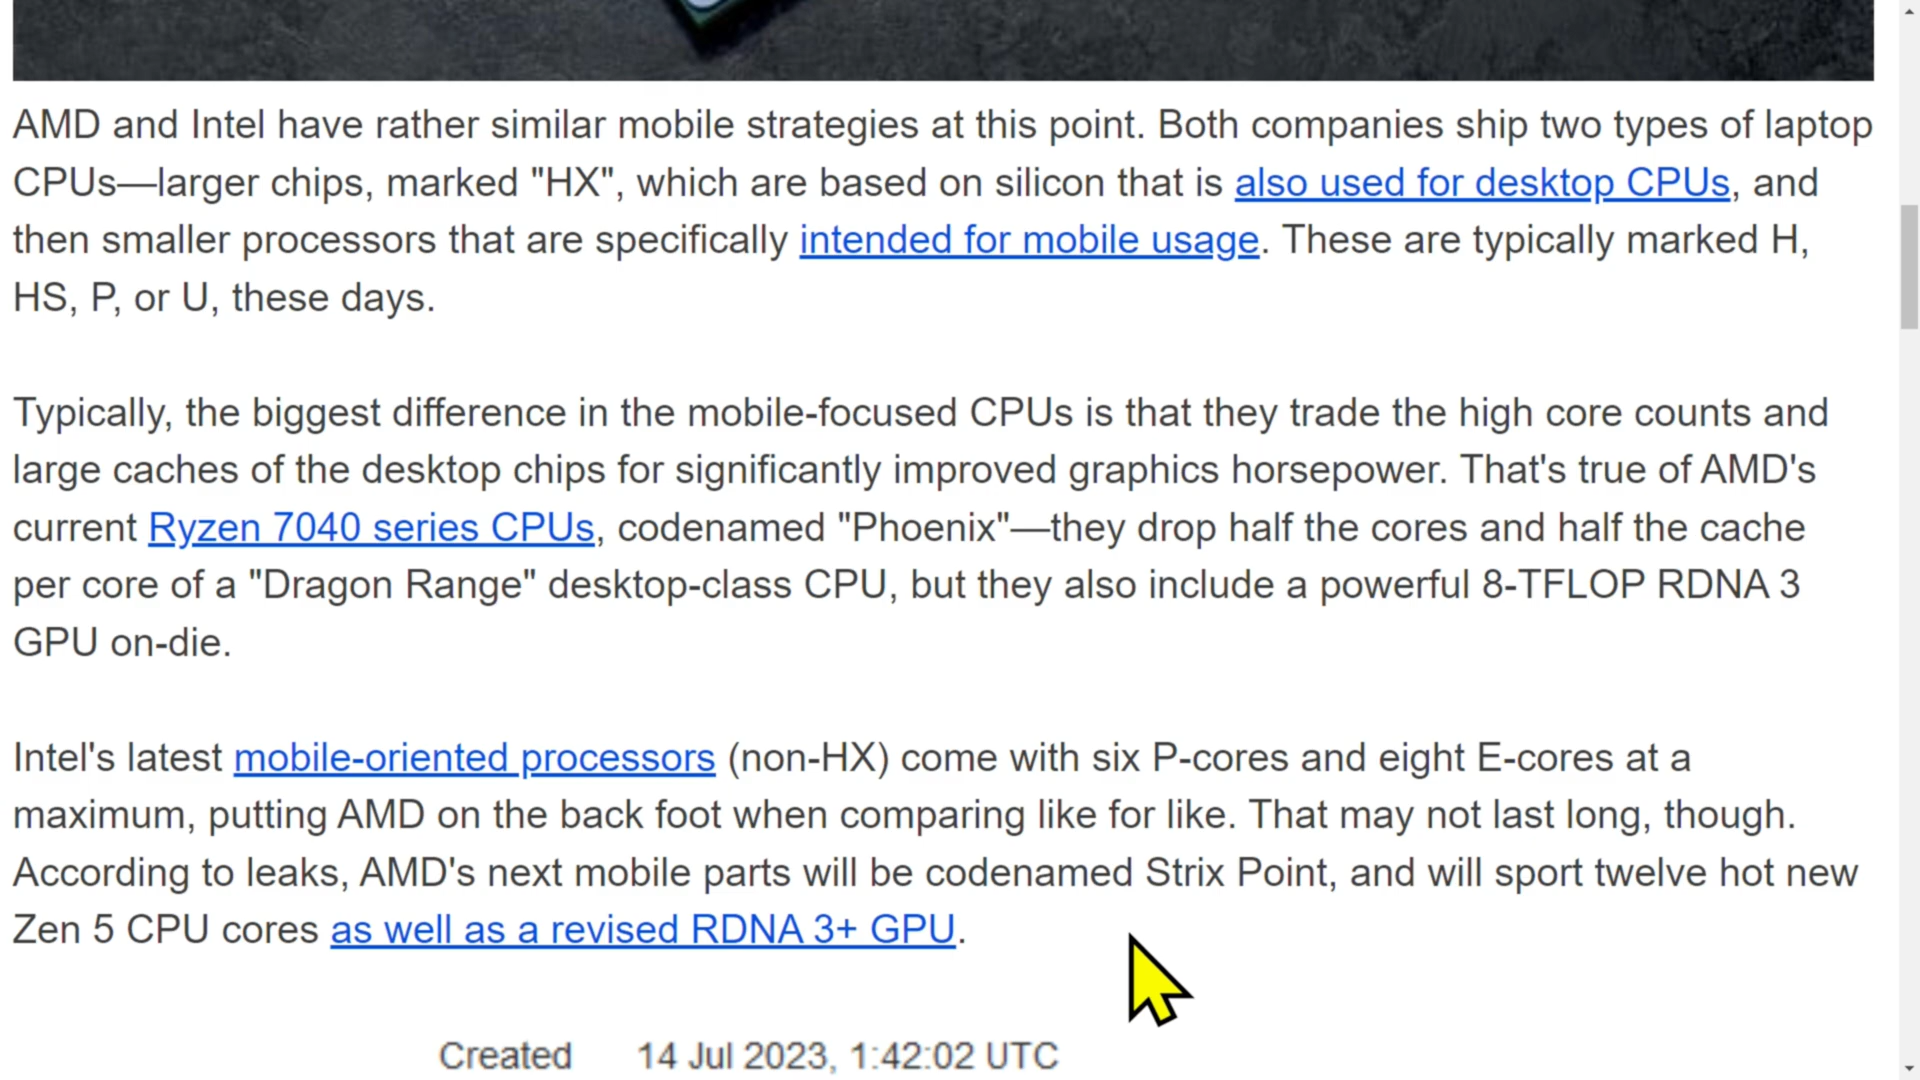 AMD and Intel have rather similar mobile strategies at this point. Both companies ship two types of laptop
CPUs—larger chips, marked "HX", which are based on silicon that is also used for desktop CPUs, and
then smaller processors that are specifically intended for mobile usage. These are typically marked H,
HS, P, or U, these days.
Typically, the biggest difference in the mobile-focused CPUs is that they trade the high core counts and
large caches of the desktop chips for significantly improved graphics horsepower. That's true of AMD's
current Ryzen 7040 series CPUs, codenamed "Phoenix"—they drop half the cores and half the cache
per core of a "Dragon Range" desktop-class CPU, but they also include a powerful 8-TFLOP RDNA 3
GPU on-die.
Intel's latest mobile-oriented processors (non-HX) come with six P-cores and eight E-cores at a
maximum, putting AMD on the back foot when comparing like for like. That may not last long, though.
According to leaks, AMD's next mobile parts will be codenamed Strix Point, and will sport twelve hot new
Zen 5 CPU cores as well as a revised RDNA 3+ GPU.
Created 14 Jul 2023, 1:42:02 UTC